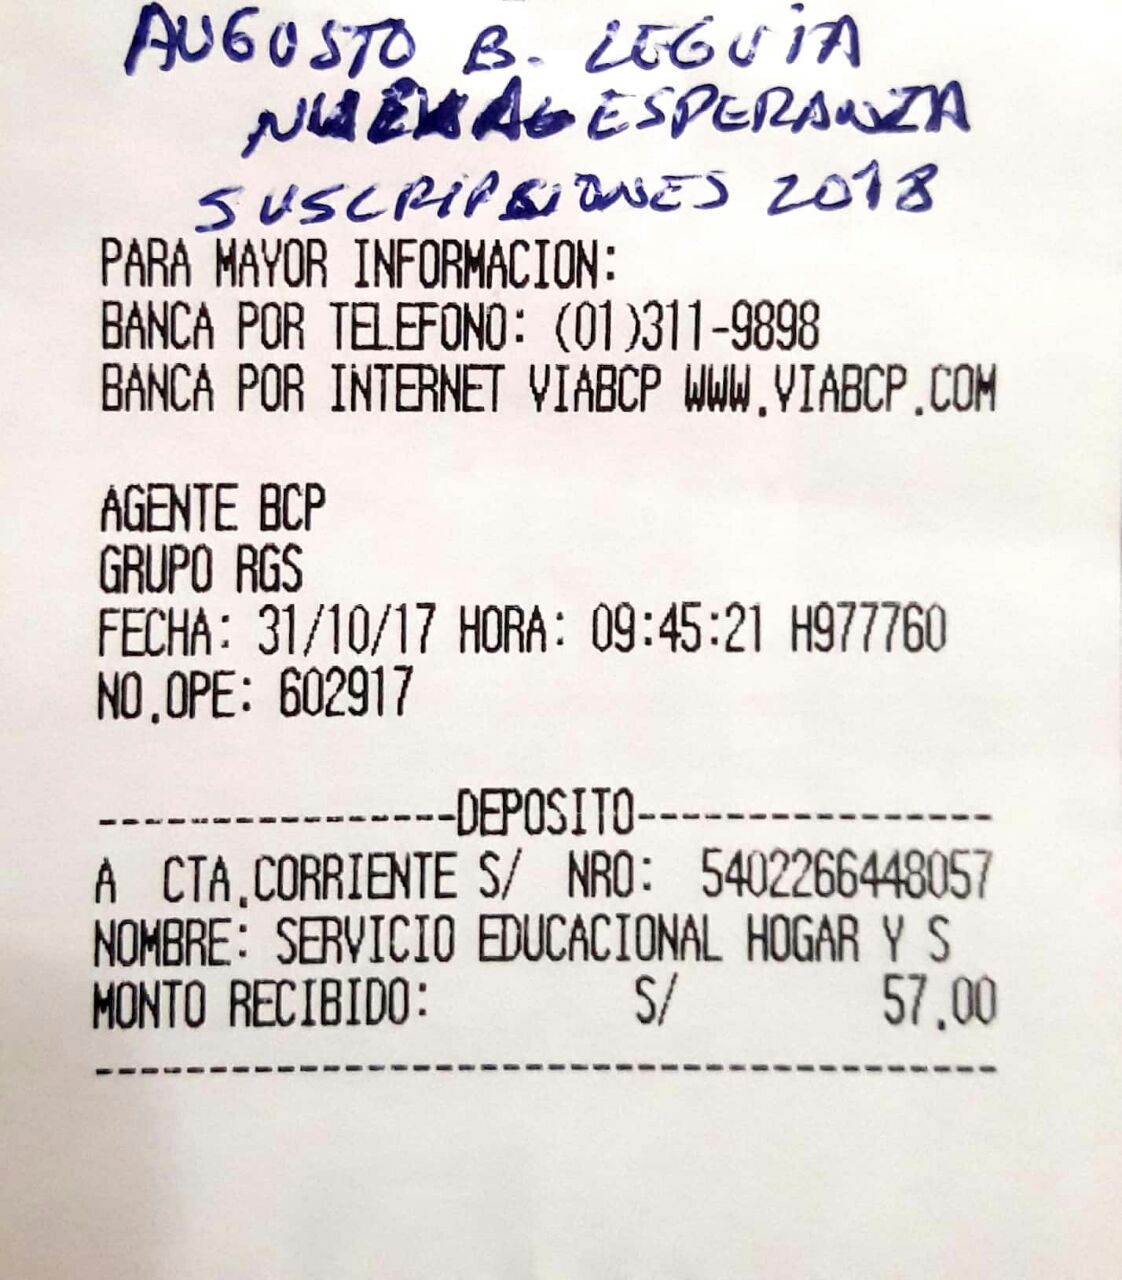 AUGUSTO B. LEGUIA
NUEVA ESPERANZA
SUSCRIPSIONES 2018
PARA MAYOR INFORMACION:
BANCA POR TELEFONO: (01)311-9898
BANCA POR INTERNET VIABCP WWW.VIABCP.COM
AGENTE BCP
GRUPO RGS
FECHA: 31/10/17 HORA: 09:45:21 H977760
NO.OPE: 602917
----------------DEPOSITO----------------
A CTA.CORRIENTE S/ NRO: 5402266448057
NOMBRE: SERVICIO EDUCACIONAL HOGAR Y S
MONTO RECIBIDO: S/ 57.00